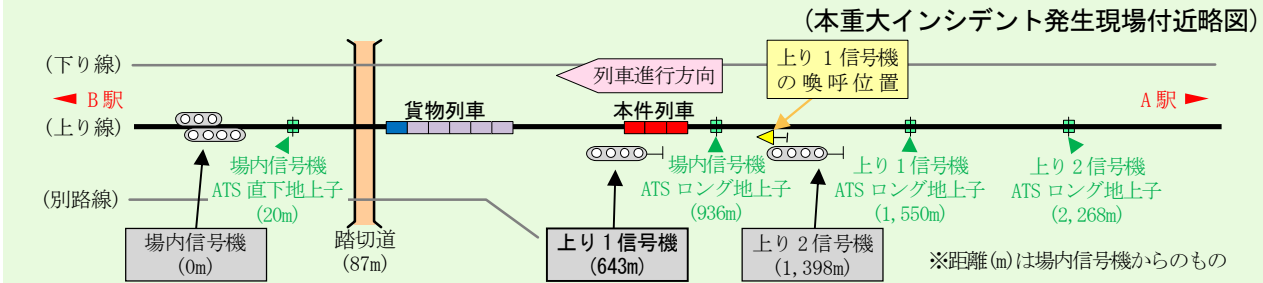 (本重大インシデント発生現場付近略図)
(下り線)
上り 1 信号機
の 喚 呼 位 置
列車進行方向
B 駅
A 駅
貨物列車
本件列車
(上り線)
場内信号機
ATS 直下地上子
(20m)
場内信号機
ATS ロング地上子
(936m)
上り 1 信号機
ATS ロング地上子
(1,550m)
上り 2 信号機
ATS ロング地上子
(2,268m)
(別路線)
場内信号機
(0m)
踏切道
(87m)
上り 1 信号機
(643m)
上り 2 信号機
(1,398m)
※距離(m)は場内信号機からのもの